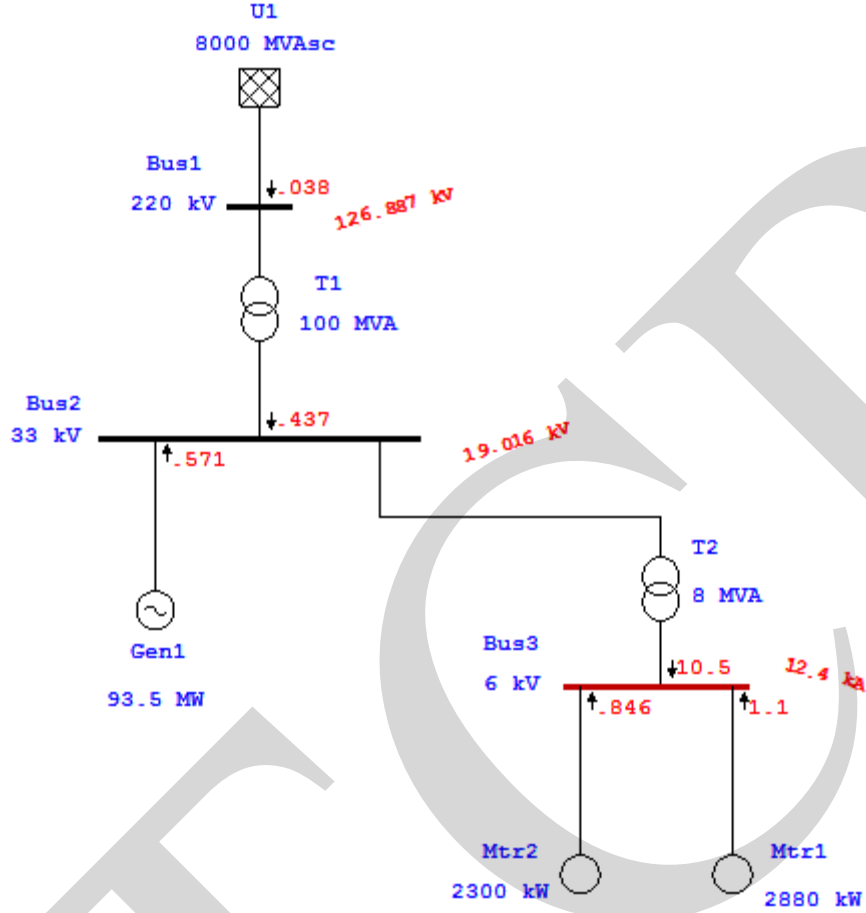 U1
8000 MVAsc
Bus1
.038
220 kV
126.887 kV
T1
100 MVA
Bus2
.437
33 kV
19.016 kV
.571
T2
8 MVA
Gen1
93.5 MW
Bus3
10.5
12.4 kA
6 kV
.846
1.1
Mtr2
Mtr1
2300 kW
2880 kW